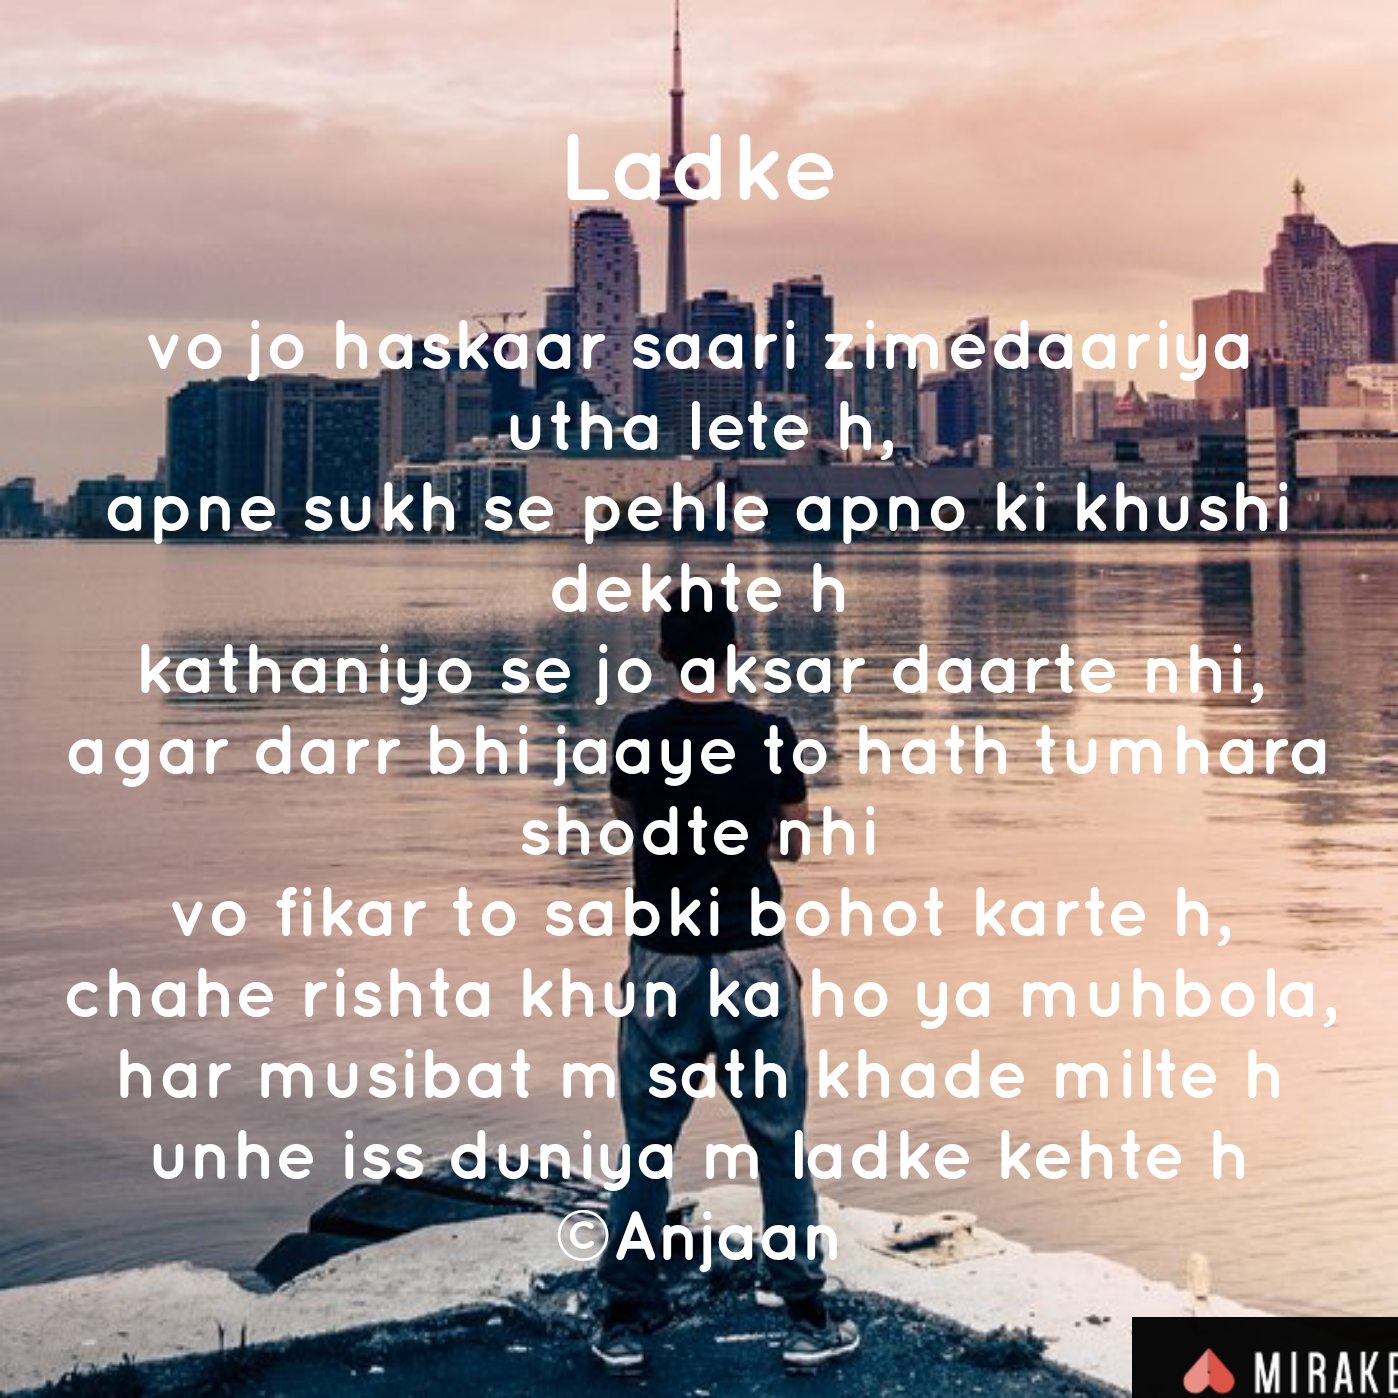 Ladke
vo jo haskaar saari zimedaariya
utha lete h,
apne sukh se pehle apno ki khushi
dekhte h
kathaniyo se jo aksar daarte nhi,
agar darr bhi jaaye to hath tumhara
shodte nhi
vo fikar to sabki bohot karte h,
chahe rishta khun ka ho ya muhbola,
har musibat m sath khade milte h
unhe iss duniya m ladke kehte h
©Anjaan
MIRAKE